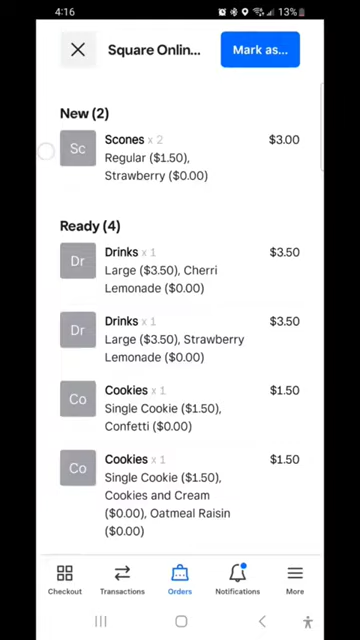 4:16
13%
Square Onlin...
Mark as...
New (2)
Sc
Scones x 2
$3.00
Regular ($1.50),
Strawberry ($0.00)
Ready (4)
Dr
Drinks x 1
$3.50
Large ($3.50), Cherri
Lemonade ($0.00)
Dr
Drinks x 1
$3.50
Large ($3.50), Strawberry
Lemonade ($0.00)
Co
Cookies x 1
$1.50
Single Cookie ($1.50),
Confetti ($0.00)
Co
Cookies x 1
$1.50
Single Cookie ($1.50),
Cookies and Cream
($0.00), Oatmeal Raisin
($0.00)
Checkout
Transactions
Orders
Notifications
More